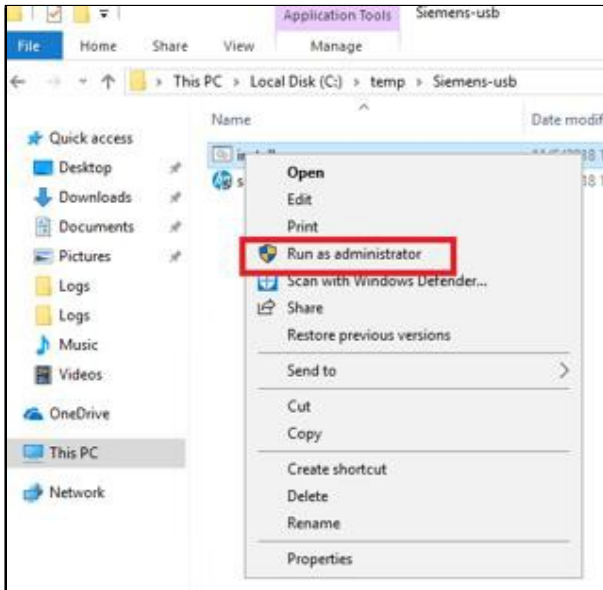 Application Tools Siemens-usb
File Home Share View Manage
This PC > Local Disk (C:) > temp > Siemens-usb
Name Date modif
Quick access
Desktop
Downloads
Documents
Pictures
Logs
Logs
Music
Videos
OneDrive
This PC
Network
s
Open
Edit
Print
Run as administrator
Scan with Windows Defender...
Share
Restore previous versions
Send to >
Cut
Copy
Create shortcut
Delete
Rename
Properties